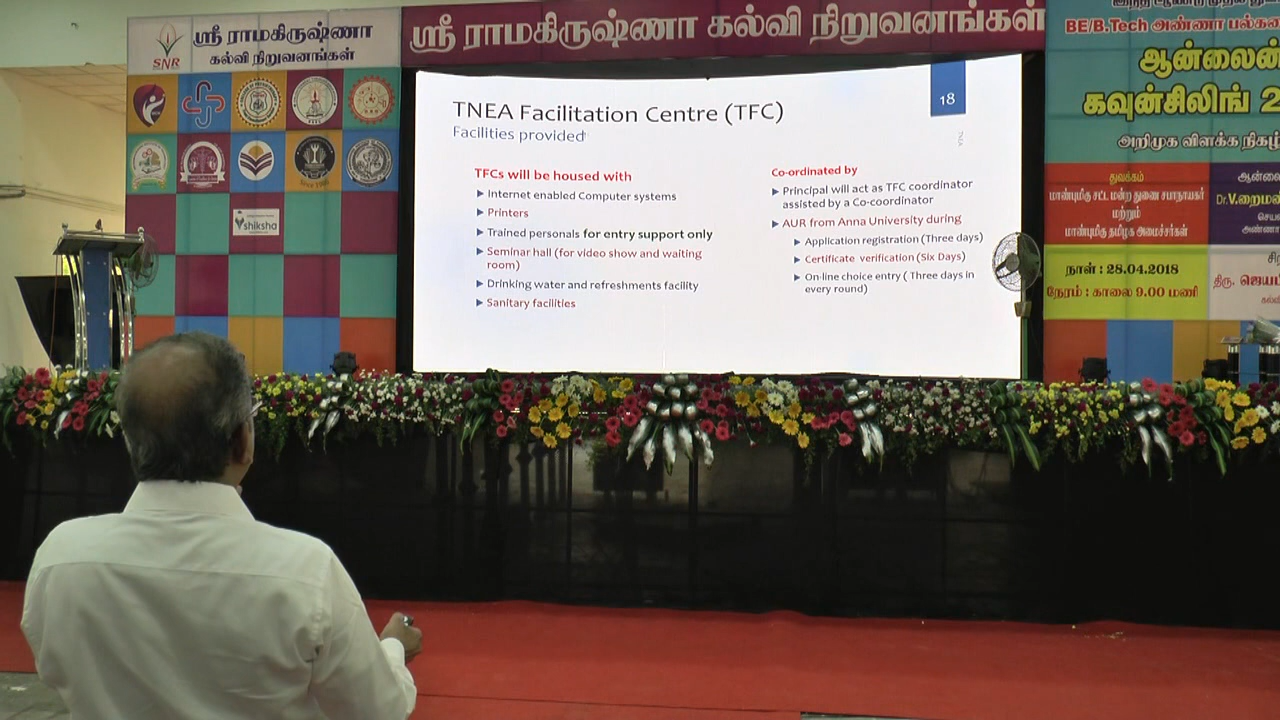 ஸ்ரீ ராமகிருஷ்ணா
கல்வி நிறுவனங்கள்
SNR
ஸ்ரீ ராமகிருஷ்ணா கல்வி நிறுவனங்கள்
shiksha
TNEA Facilitation Centre (TFC)
Facilities provided
18
TFCs will be housed with
Internet enabled Computer systems
Printers
Trained personals for entry support only
Seminar hall (for video show and waiting
room)
Drinking water and refreshments facility
Sanitary facilities
Co-ordinated by
Principal will act as TFC coordinator
assisted by a Co-coordinator
AUR from Anna University during
Application registration (Three days)
Certificate verification (Six Days)
On-line choice entry ( Three days in
every round)
BE/B.Tech அண்ணா
ஆன்லைன்
கவுன்சிலிங் 2
அறிமுக விளக்க
துவக்கம்
மாண்புமிகு சட்ட மன்ற துணை சபாநாயகர்
மற்றும்
மாண்புமிகு தமிழக அமைச்சர்கள்
Dr.V.
நாள் : 28.04.2018
நேரம் : காலை 9.00 மணி
திரு.